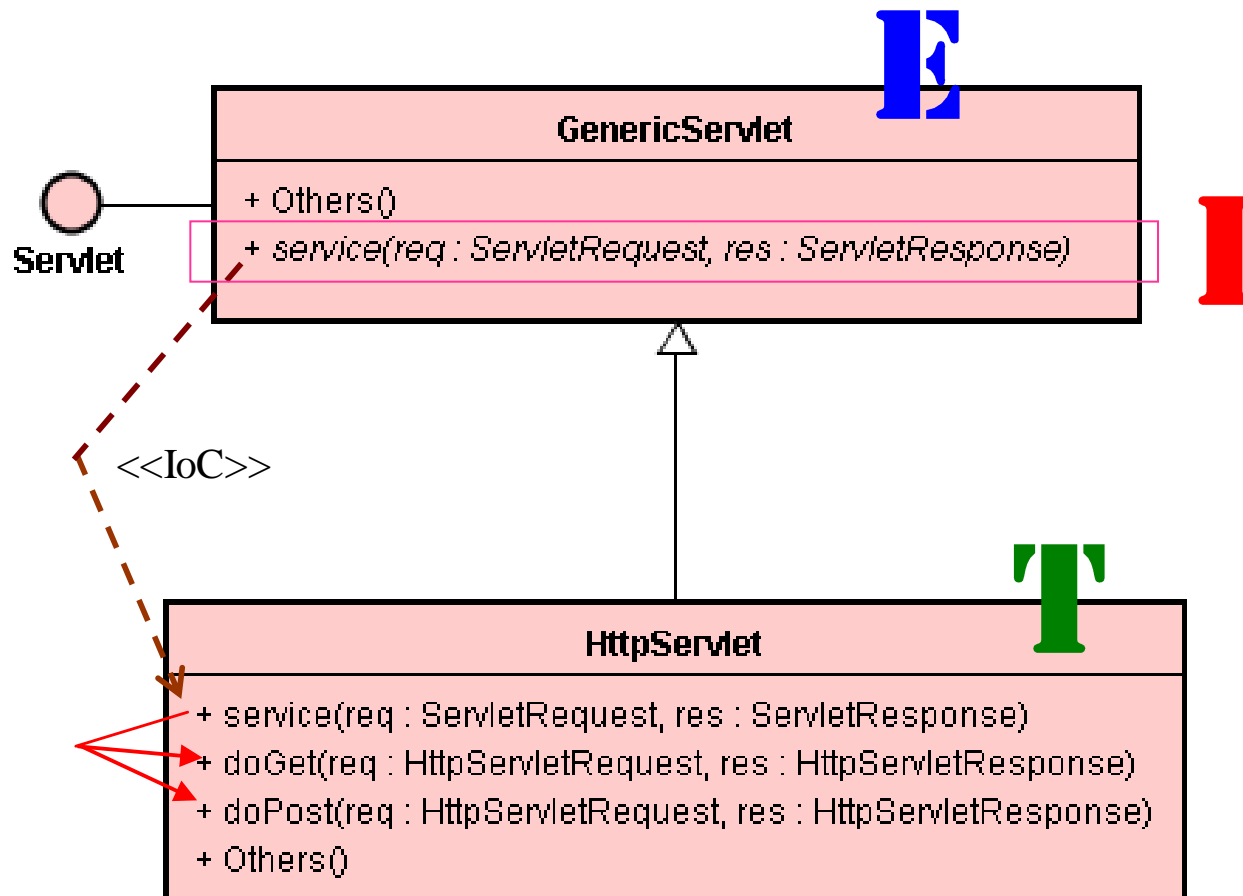 E
GenericServlet
+ Others()
I
+ service(req : ServletRequest, res : ServletResponse)
Servlet
<<IoC>>
T
HttpServlet
+ service(req : ServletRequest, res : ServletResponse)
+ doGet(req : HttpServletRequest, res : HttpServletResponse)
+ doPost(req : HttpServletRequest, res : HttpServletResponse)
+ Others()